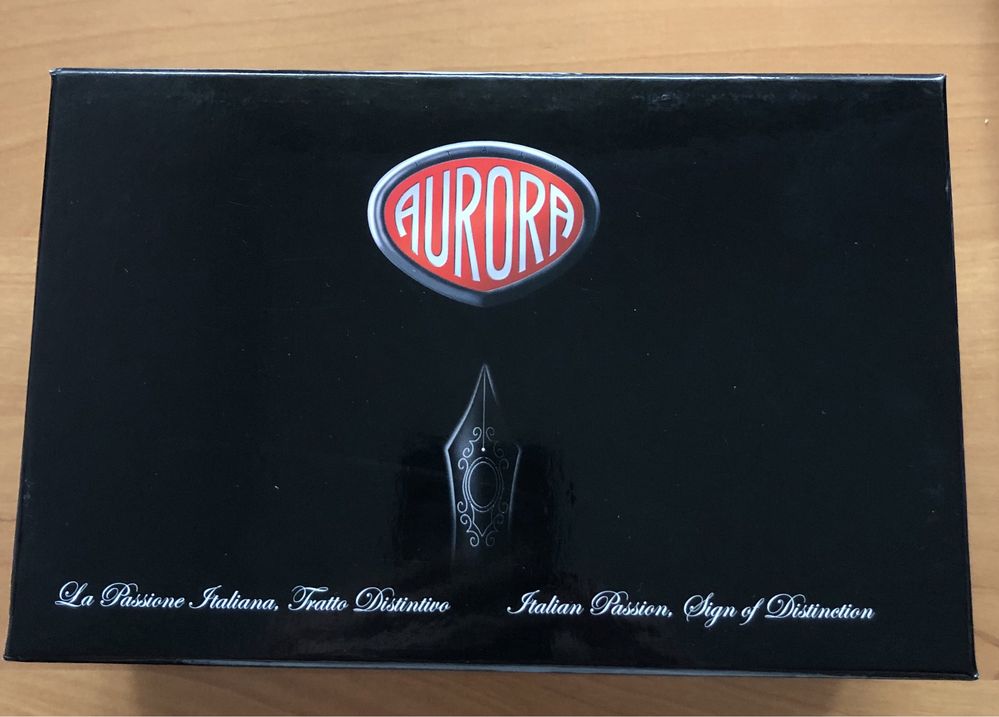 AURORA
La Passione Italiana, Tratto Distintivo
Italian Passion, Sign of Distinction